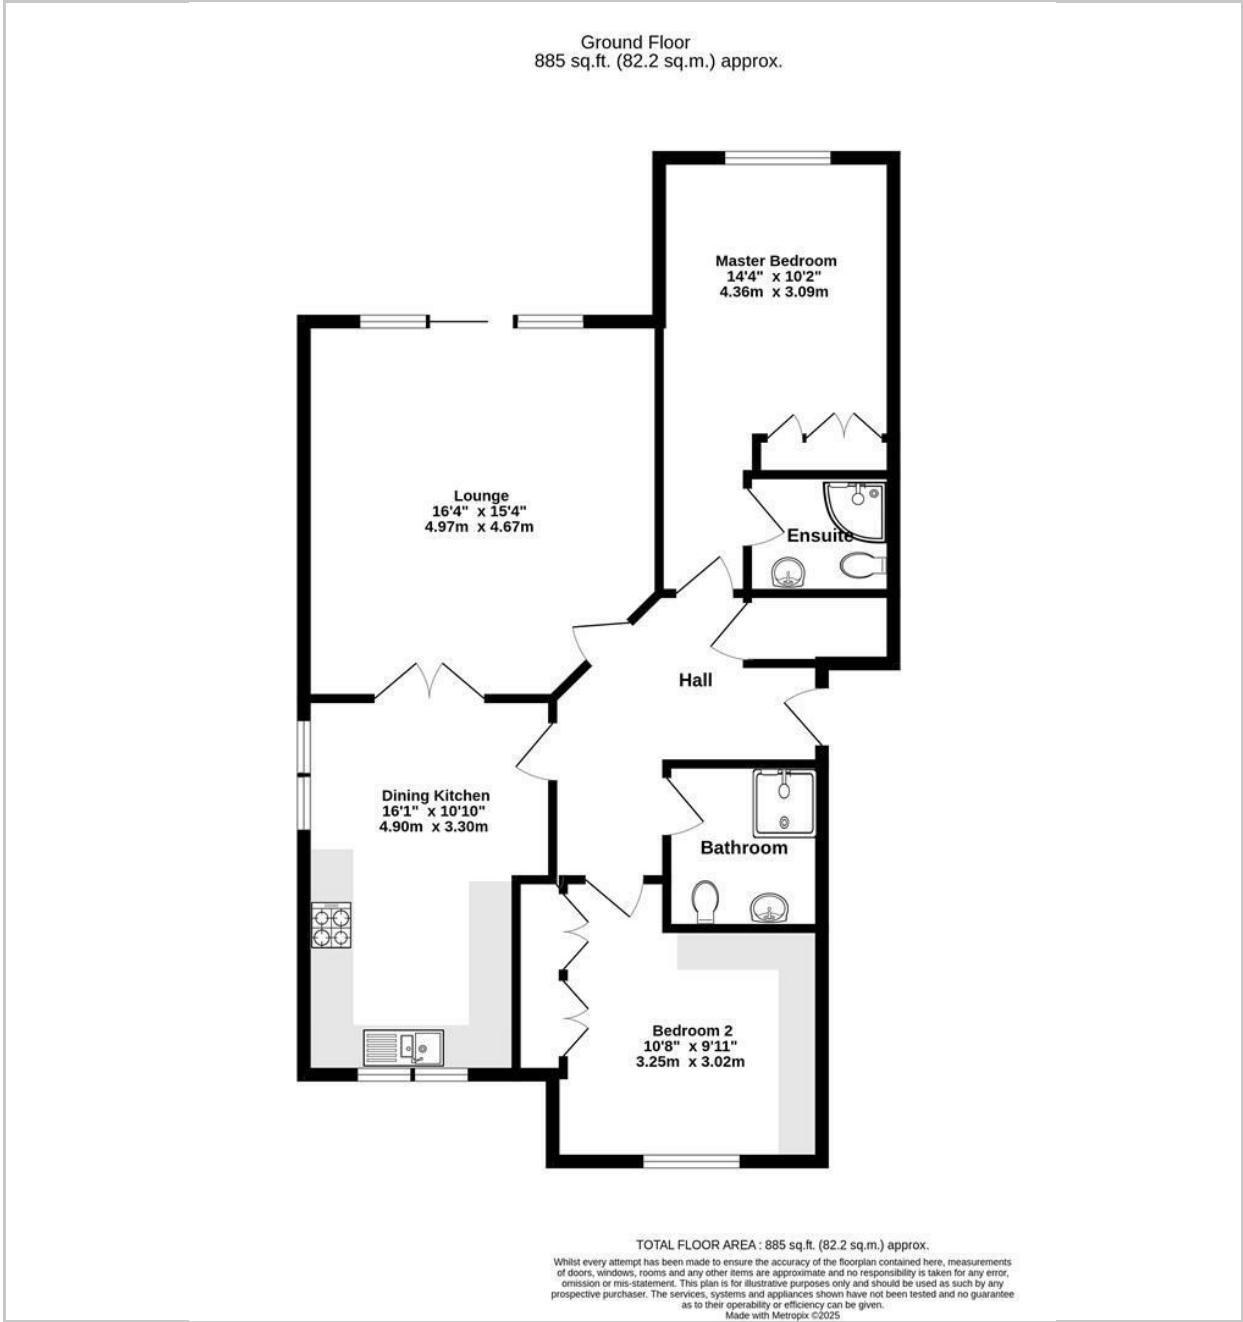 Ground Floor
885 sq.ft. (82.2 sq.m.) approx.
Master Bedroom
14'4" x 10'2"
4.36m x 3.09m
Lounge
16'4" x 15'4"
4.97m x 4.67m
Ensuite
Hall
Dining Kitchen
16'1" x 10'10"
4.90m x 3.30m
Bathroom
Bedroom 2
10'8" x 9'11"
3.25m x 3.02m
TOTAL FLOOR AREA : 885 sq.ft. (82.2 sq.m.) approx.
Whilst every attempt has been made to ensure the accuracy of the floorplan contained here, measurements
of doors, windows, rooms and any other items are approximate and no responsibility is taken for any error,
omission or mis-statement. This plan is for illustrative purposes only and should be used as such by any
prospective purchaser. The services, systems and appliances shown have not been tested and no guarantee
as to their operability or efficiency can be given.
Made with Metropix ©2025